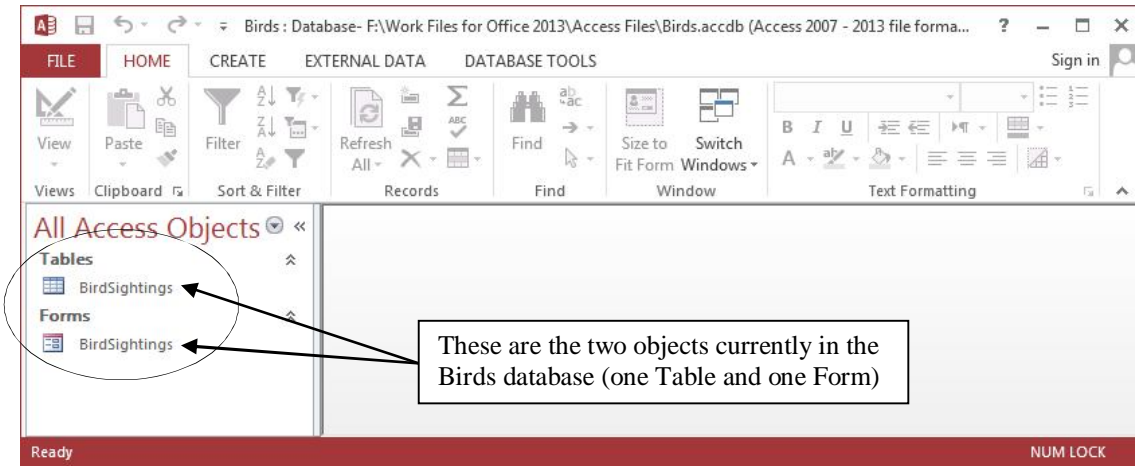 Birds : Database- F:\Work Files for Office 2013\Access Files\Birds.accdb (Access 2007 - 2013 file forma... ?
FILE HOME CREATE EXTERNAL DATA DATABASE TOOLS Sign in
View Paste Filter Refresh All Find Size to Fit Form Switch Windows
ABC ab ac
B I U A
Views Clipboard Sort & Filter Records Find Window Text Formatting
All Access Objects «
Tables
BirdSightings
Forms
BirdSightings
These are the two objects currently in the
Birds database (one Table and one Form)
Ready NUM LOCK